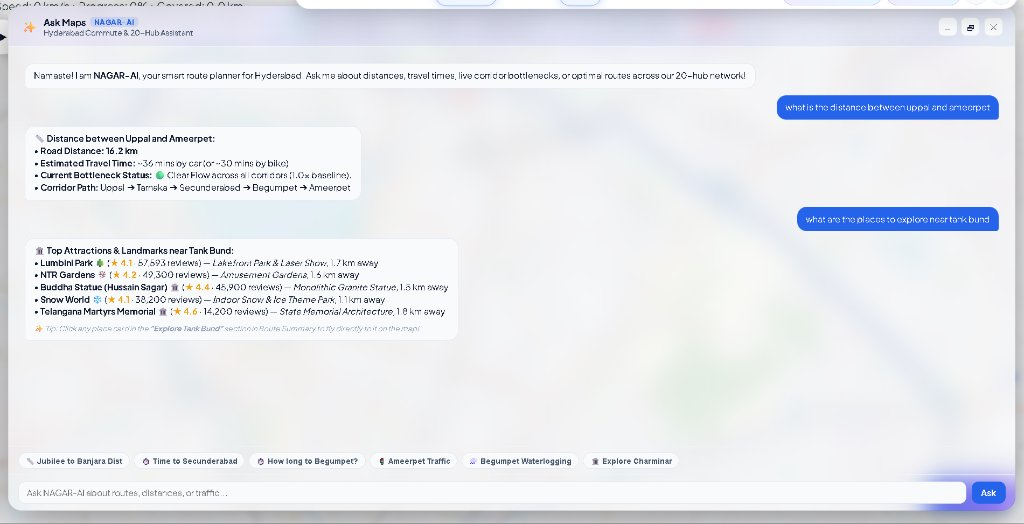 Speed: 0 km/h · Progress: 0% · Covered: 0.0 km
Ask Maps NAGAR-AI
Hyderabad Commute & 20-Hub Assistant
Namaste! I am NAGAR-AI, your smart route planner for Hyderabad. Ask me about distances, travel times, live corridor bottlenecks, or optimal routes across our 20-hub network!
what is the distance between uppal and ameerpet
Distance between Uppal and Ameerpet:
• Road Distance: 16.2 km
• Estimated Travel Time: ~36 mins by car (or ~30 mins by bike)
• Current Bottleneck Status: Clear Flow across all corridors (1.0x baseline).
• Corridor Path: Uppal → Tarnaka → Secunderabad → Begumpet → Ameerpet
what are the places to explore near tank bund
Top Attractions & Landmarks near Tank Bund:
• Lumbini Park (★ 4.1 · 57,593 reviews) — Lakefront Park & Laser Show, 1.7 km away
• NTR Gardens (★ 4.2 · 49,300 reviews) — Amusement Gardens, 1.6 km away
• Buddha Statue (Hussain Sagar) (★ 4.4 · 45,900 reviews) — Monolithic Granite Statue, 1.5 km away
• Snow World (★ 4.1 · 38,200 reviews) — Indoor Snow & Ice Theme Park, 1.1 km away
• Telangana Martyrs Memorial (★ 4.6 · 14,200 reviews) — State Memorial Architecture, 1.8 km away
Tip: Click any place card in the "Explore Tank Bund" section in Route Summary to fly directly to it on the map!
Jubilee to Banjara Dist Time to Secunderabad How long to Begumpet? Ameerpet Traffic Begumpet Waterlogging Explore Charminar
Ask NAGAR-AI about routes, distances, or traffic...
Ask